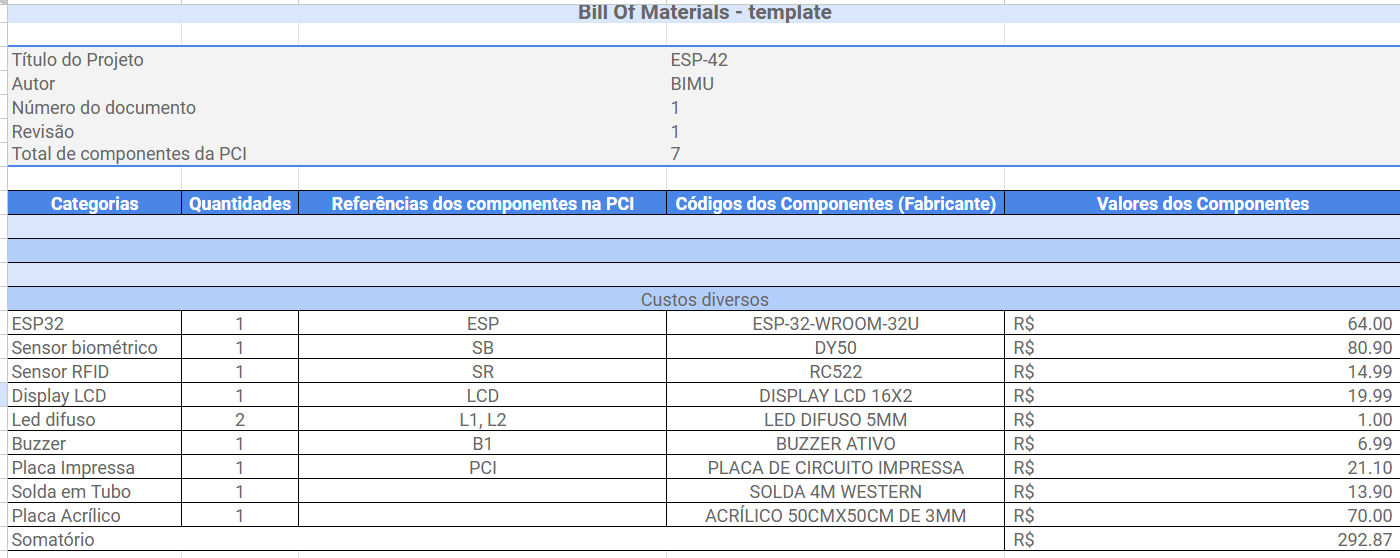 Bill Of Materials - template
Título do Projeto ESP-42
Autor BIMU
Número do documento 1
Revisão 1
Total de componentes da PCI 7
Categorias Quantidades Referências dos componentes na PCI Códigos dos Componentes (Fabricante) Valores dos Componentes
Custos diversos
ESP32 1 ESP ESP-32-WROOM-32U R$ 64.00
Sensor biométrico 1 SB DY50 R$ 80.90
Sensor RFID 1 SR RC522 R$ 14.99
Display LCD 1 LCD DISPLAY LCD 16X2 R$ 19.99
Led difuso 2 L1, L2 LED DIFUSO 5MM R$ 1.00
Buzzer 1 B1 BUZZER ATIVO R$ 6.99
Placa Impressa 1 PCI PLACA DE CIRCUITO IMPRESSA R$ 21.10
Solda em Tubo 1 SOLDA 4M WESTERN R$ 13.90
Placa Acrílico 1 ACRÍLICO 50CMX50CM DE 3MM R$ 70.00
Somatório R$ 292.87